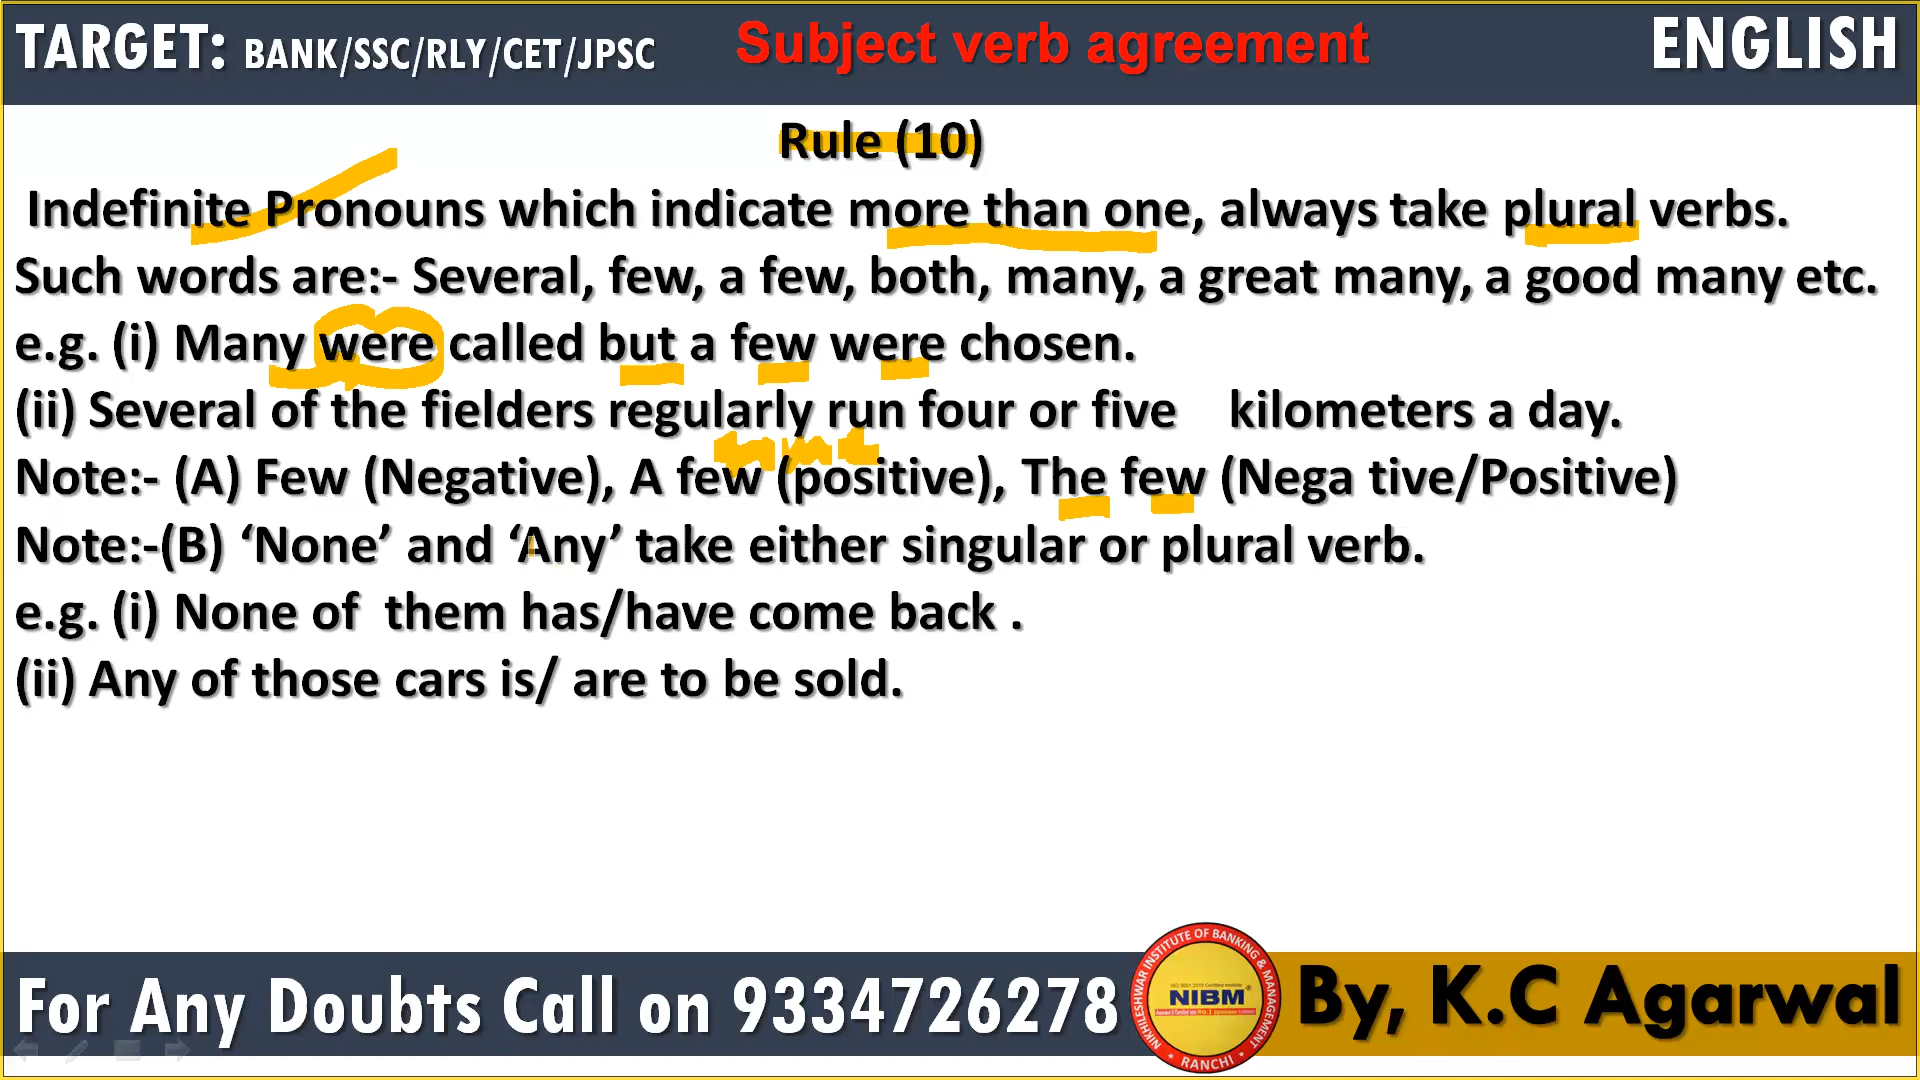 TARGET: BANK/SSC/RLY/CET/JPSC Subject verb agreement ENGLISH
Rule (10)
Indefinite Pronouns which indicate more than one, always take plural verbs.
Such words are:- Several, few, a few, both, many, a great many, a good many etc.
e.g. (i) Many were called but a few were chosen.
(ii) Several of the fielders regularly run four or five kilometers a day.
Note:- (A) Few (Negative), A few (positive), The few (Nega tive/Positive)
Note:-(B) ‘None’ and ‘Any’ take either singular or plural verb.
e.g. (i) None of them has/have come back .
(ii) Any of those cars is/ are to be sold.
For Any Doubts Call on 9334726278
NIKHILESHWAR INSTITUTE OF BANKING & MANAGEMENT
NIBM
RANCHI
By, K.C Agarwal